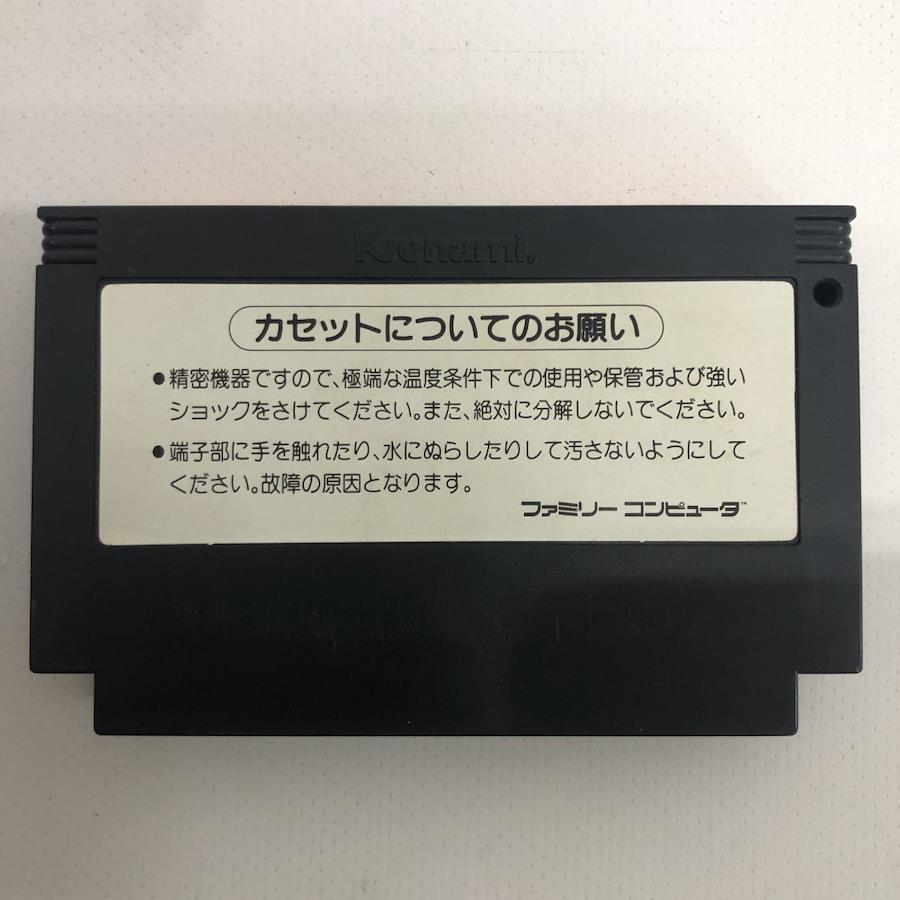 Konami
カセットについてのお願い
●精密機器ですので、極端な温度条件下での使用や保管および強い
ショックをさけてください。また、絶対に分解しないでください。
●端子部に手を触れたり、水にぬらしたりして汚さないようにして
ください。故障の原因となります。
ファミリー コンピュータ™